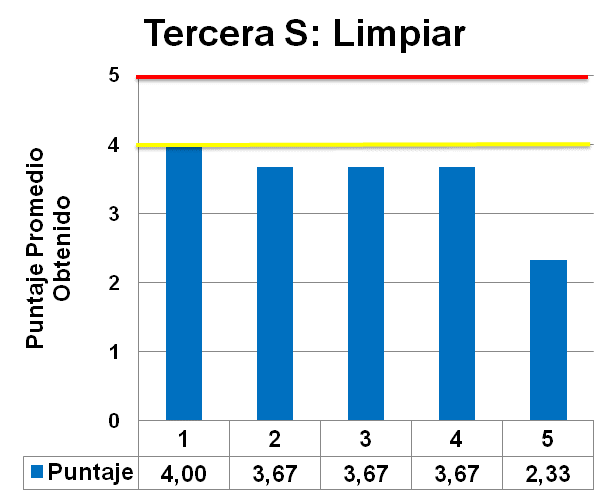 Tercera S: Limpiar
Puntaje Promedio
Obtenido
5
4
3
2
1
0
1 2 3 4 5
Puntaje 4,00 3,67 3,67 3,67 2,33